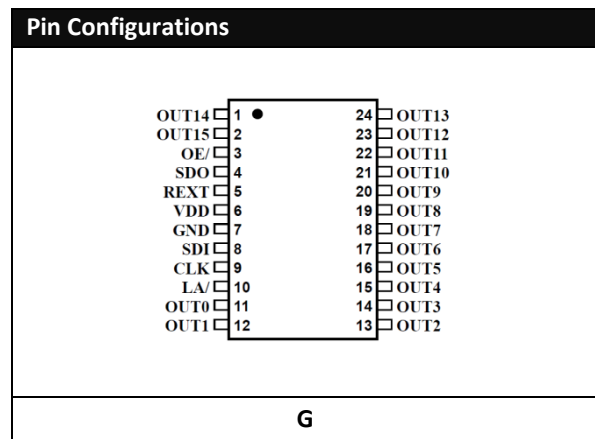 Pin Configurations
OUT14 1 24 OUT13
OUT15 2 23 OUT12
OE/ 3 22 OUT11
SDO 4 21 OUT10
REXT 5 20 OUT9
VDD 6 19 OUT8
GND 7 18 OUT7
SDI 8 17 OUT6
CLK 9 16 OUT5
LA/ 10 15 OUT4
OUT0 11 14 OUT3
OUT1 12 13 OUT2
G